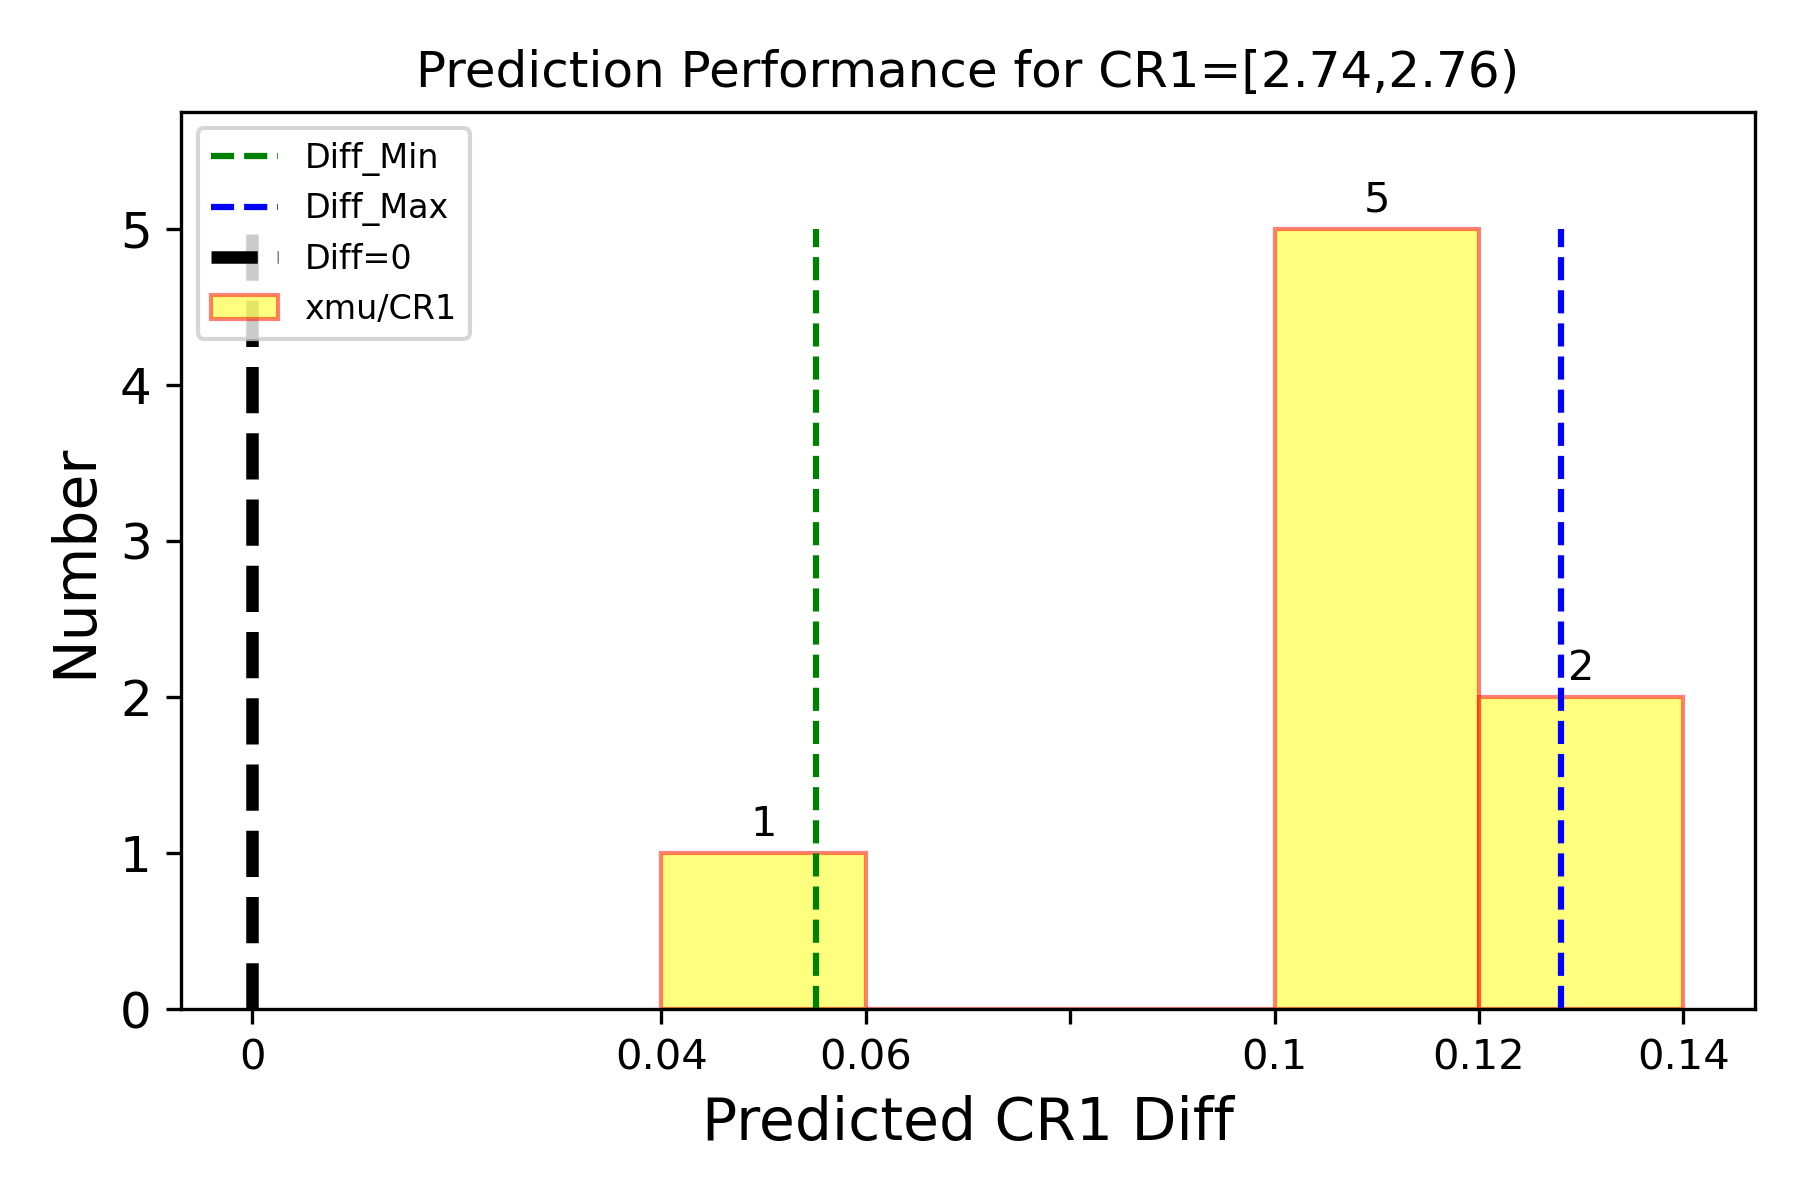 Prediction Performance for CR1=[2.74,2.76)
Diff_Min
Diff_Max
Diff=0
xmu/CR1
5
4
3
2
1
0
Number
1
5
2
0
0.04
0.06
0.1
0.12
0.14
Predicted CR1 Diff